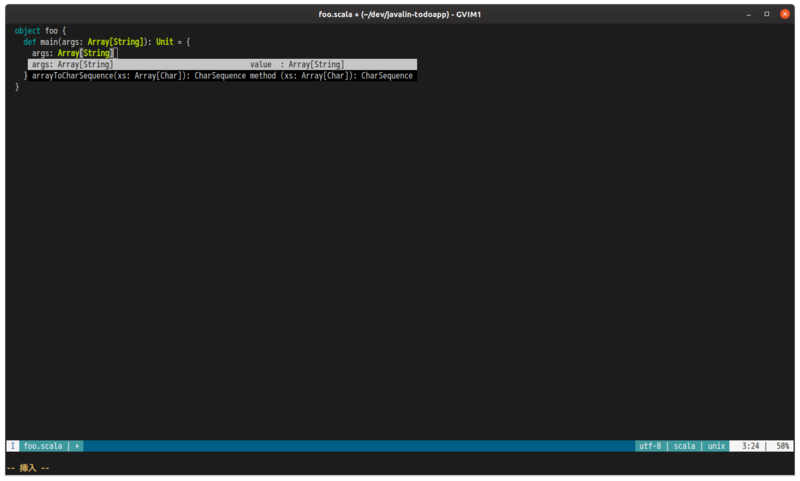 foo.scala + (~/dev/javalin-todoapp) - GVIM1
object foo {
  def main(args: Array[String]): Unit = {
    args: Array[String]
    args: Array[String]                value  : Array[String]
  } arrayToCharSequence(xs: Array[Char]): CharSequence method (xs: Array[Char]): CharSequence
}
I foo.scala | + utf-8 | scala | unix 3:24 | 50%
-- 挿入 --